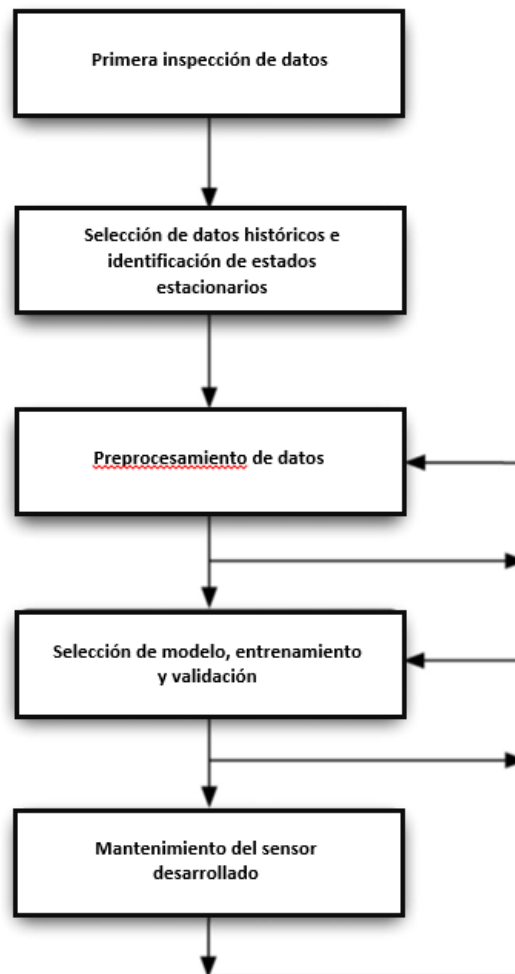 Primera inspección de datos
Selección de datos históricos e
identificación de estados
estacionarios
Preprocesamiento de datos
Selección de modelo, entrenamiento
y validación
Mantenimiento del sensor
desarrollado